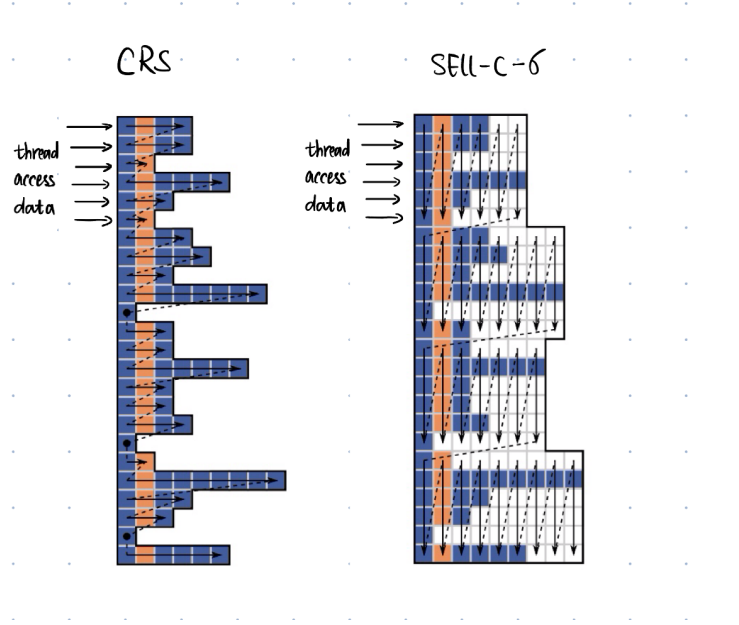 CRS
SELL-C-σ
thread
access
data
thread
access
data